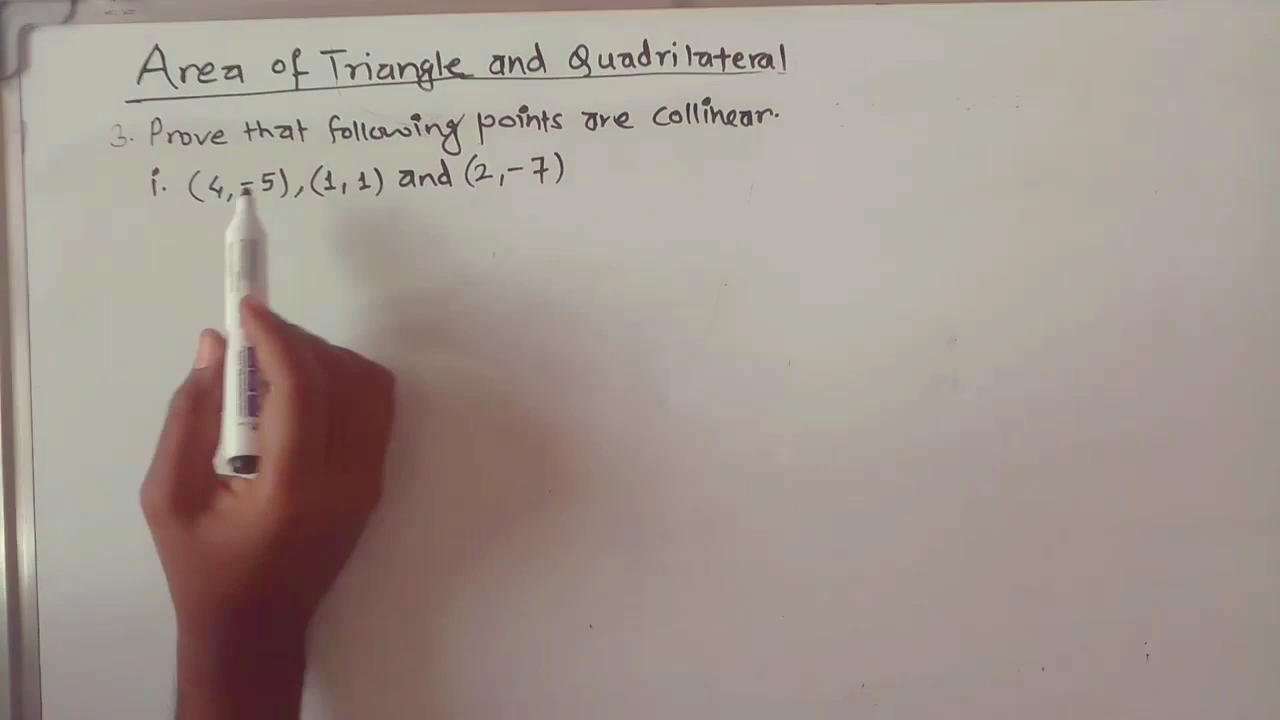 Area of Triangle and Quadrilateral
3. Prove that following points are collinear.
i. (4,-5), (1,1) and (2,-7)